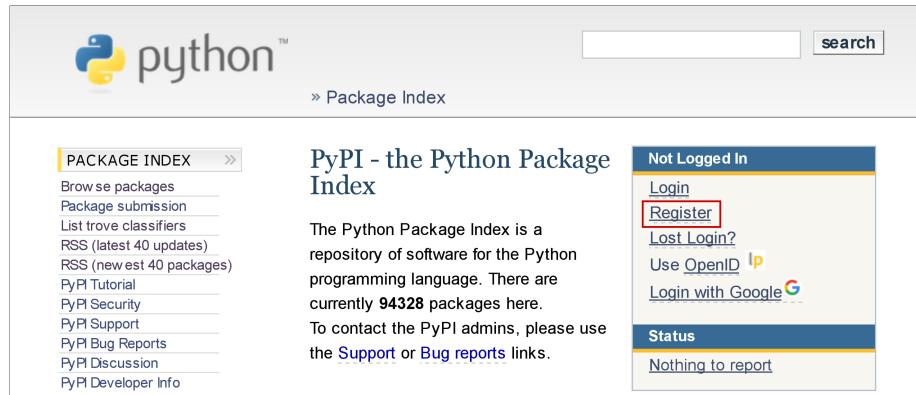 python™
search
» Package Index
PACKAGE INDEX »
Browse packages
Package submission
List trove classifiers
RSS (latest 40 updates)
RSS (newest 40 packages)
PyPI Tutorial
PyPI Security
PyPI Support
PyPI Bug Reports
PyPI Discussion
PyPI Developer Info
PyPI - the Python Package
Index
The Python Package Index is a
repository of software for the Python
programming language. There are
currently 94328 packages here.
To contact the PyPI admins, please use
the Support or Bug reports links.
Not Logged In
Login
Register
Lost Login?
Use OpenID lp
Login with Google G
Status
Nothing to report